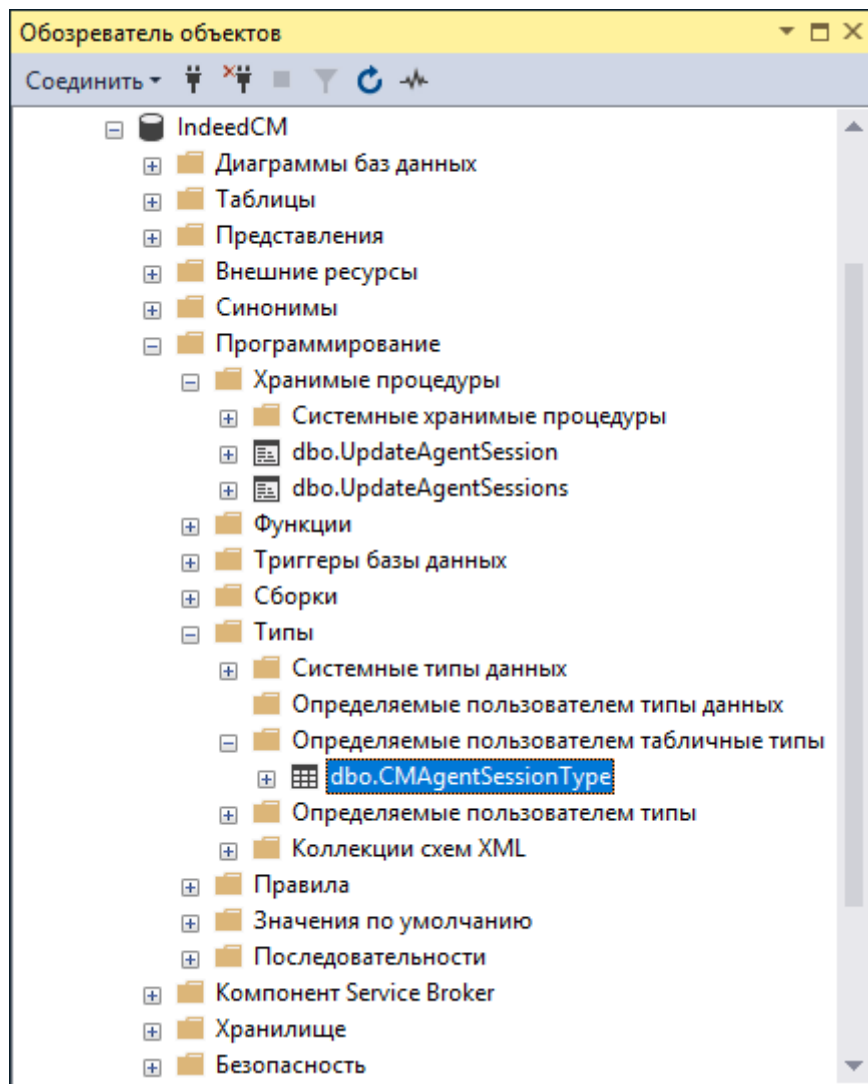 Обозреватель объектов
Соединить
IndeedCM
Диаграммы баз данных
Таблицы
Представления
Внешние ресурсы
Синонимы
Программирование
Хранимые процедуры
Системные хранимые процедуры
dbo.UpdateAgentSession
dbo.UpdateAgentSessions
Функции
Триггеры базы данных
Сборки
Типы
Системные типы данных
Определяемые пользователем типы данных
Определяемые пользователем табличные типы
dbo.CMAgentSessionType
Определяемые пользователем типы
Коллекции схем XML
Правила
Значения по умолчанию
Последовательности
Компонент Service Broker
Хранилище
Безопасность